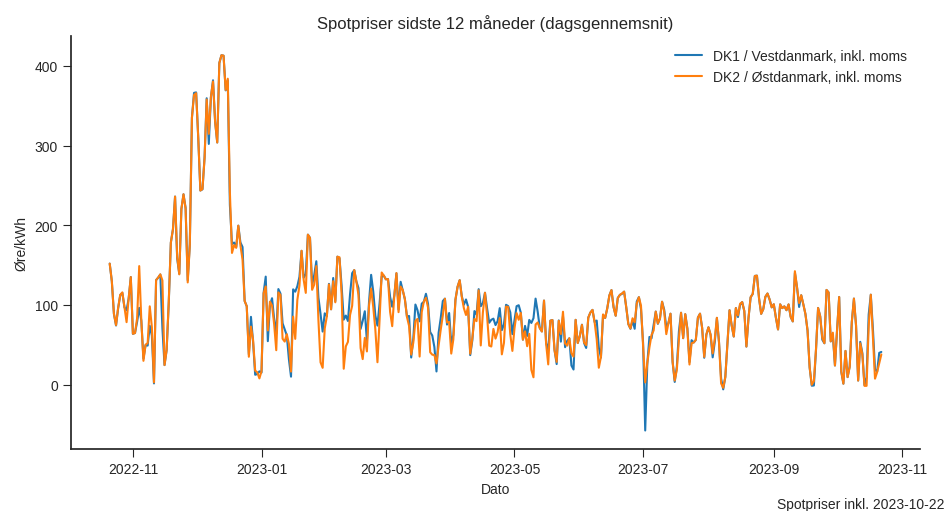 Spotpriser sidste 12 måneder (dagsgennemsnit)
DK1 / Vestdanmark, inkl. moms
DK2 / Østdanmark, inkl. moms
Øre/kWh
400
300
200
100
0
2022-11
2023-01
2023-03
2023-05
2023-07
2023-09
2023-11
Dato
Spotpriser inkl. 2023-10-22